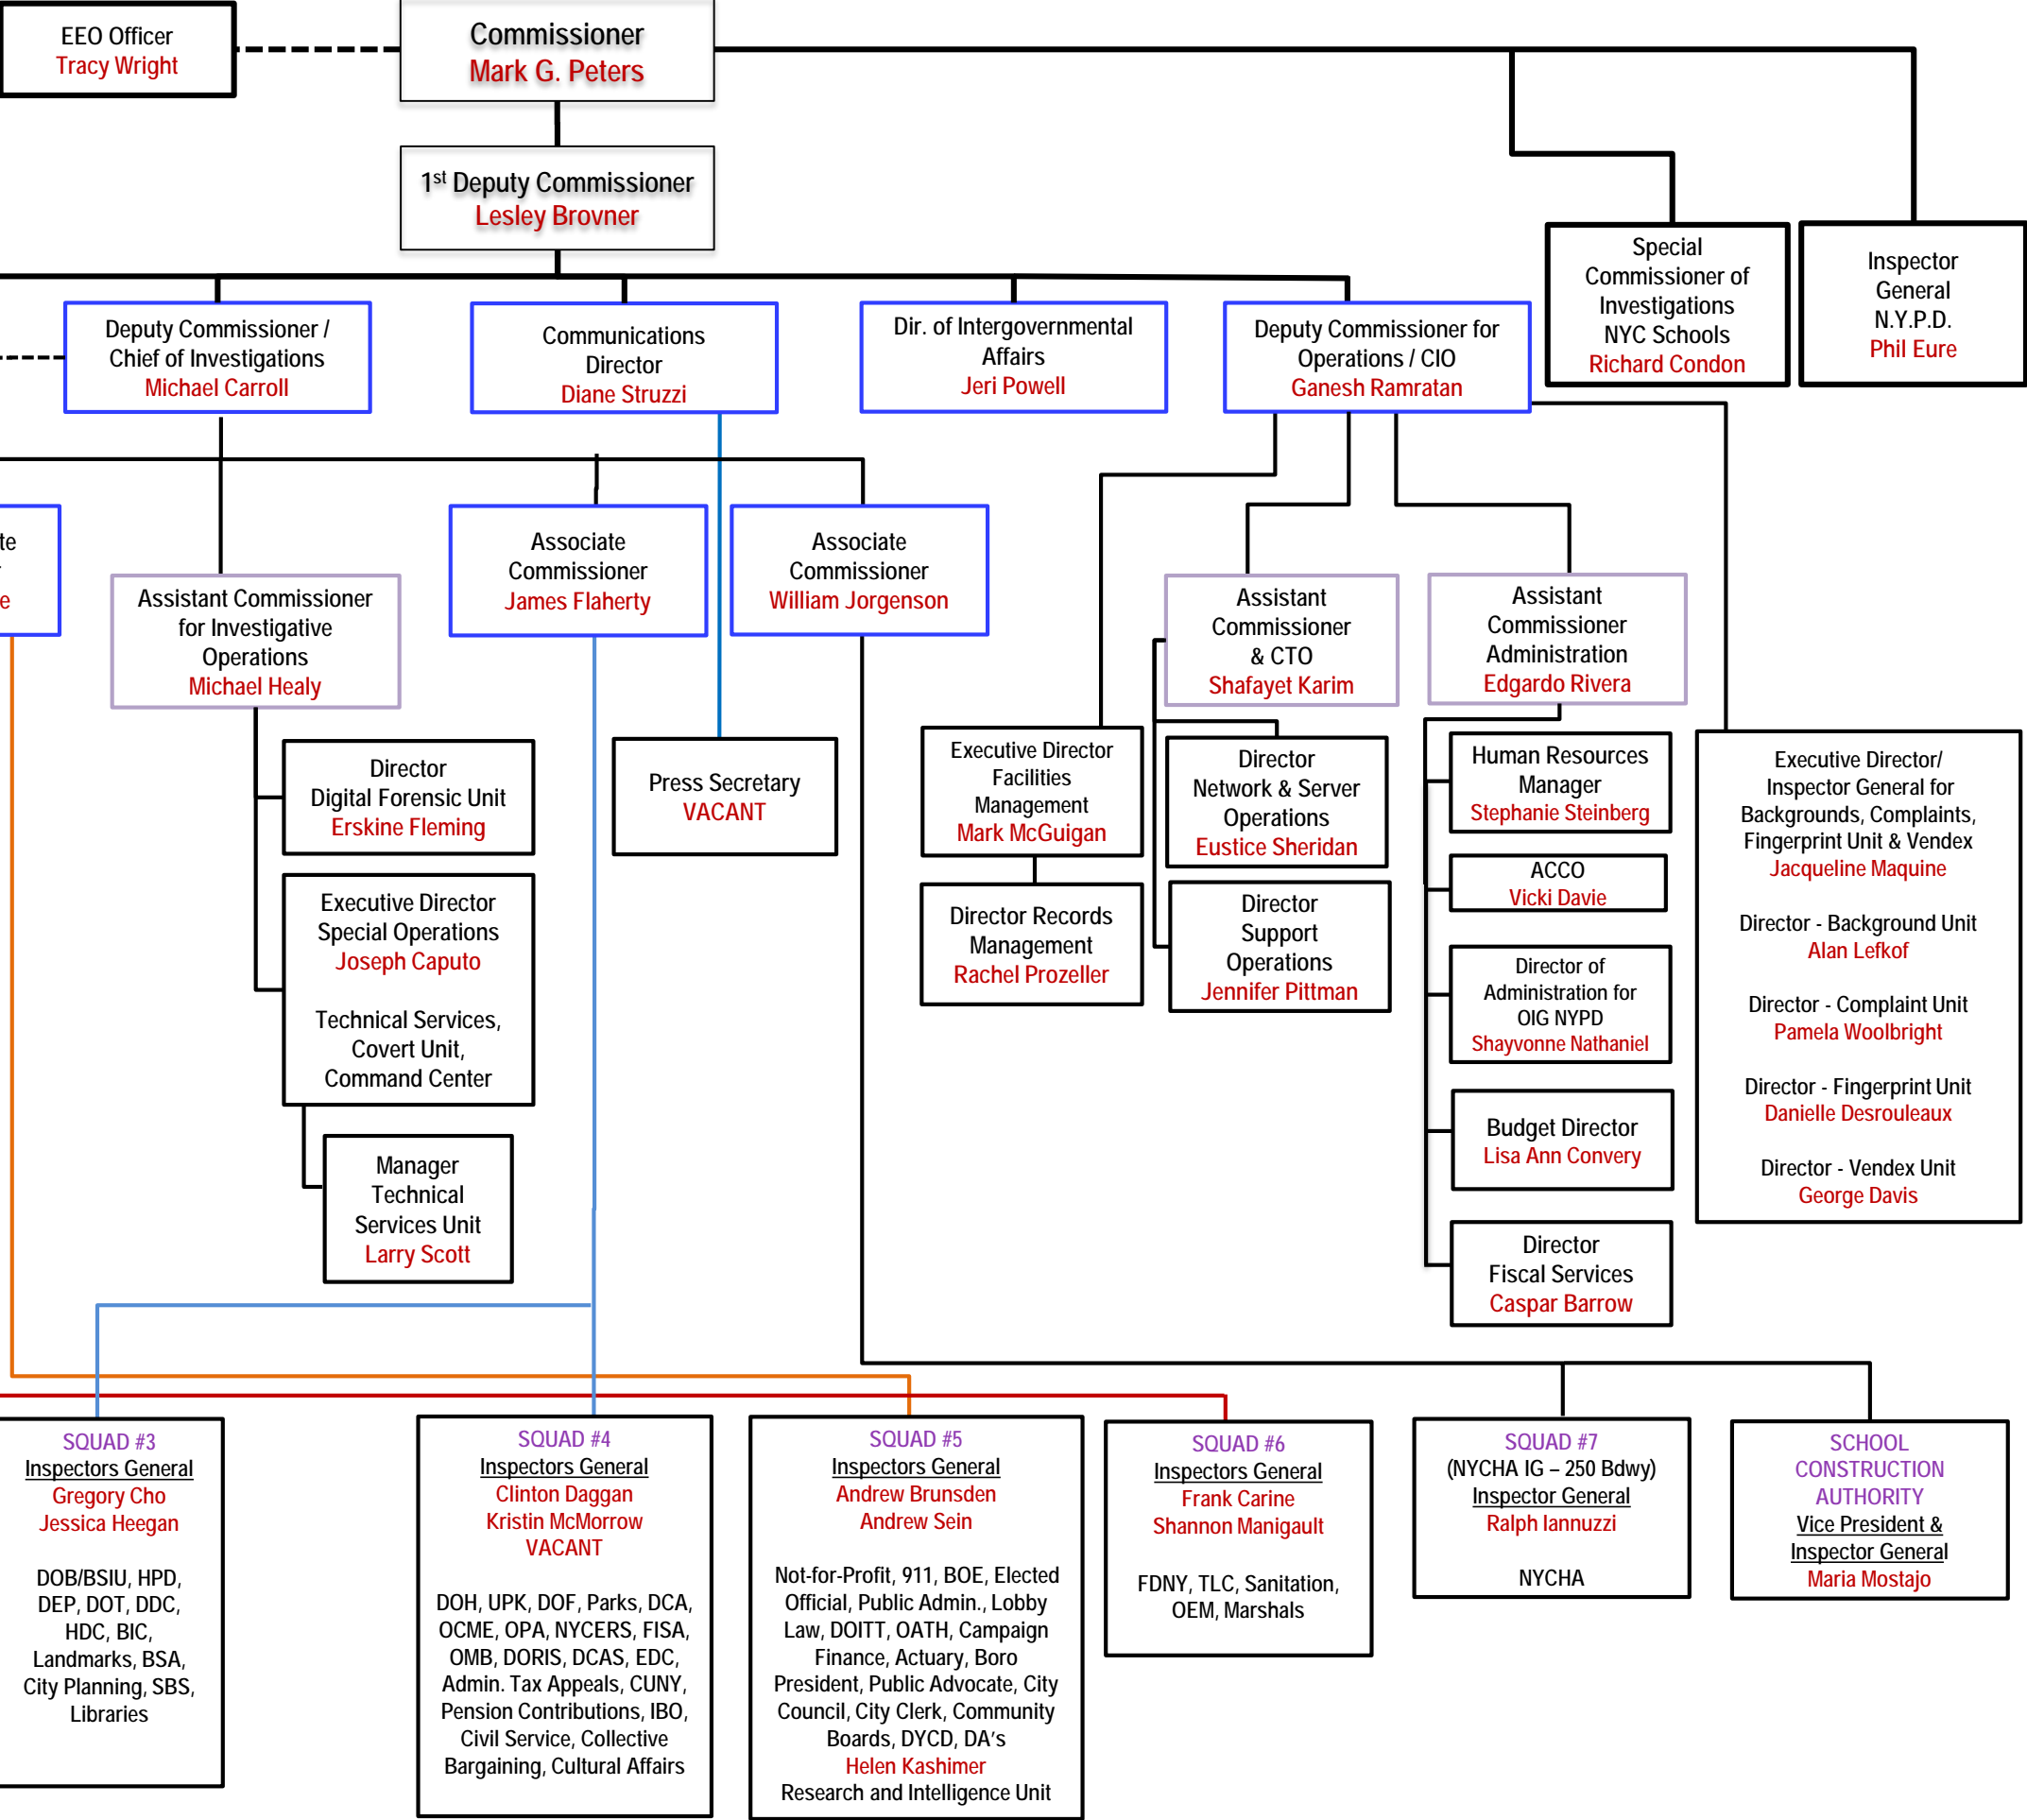 EEO Officer
Tracy Wright
Commissioner
Mark G. Peters
1st Deputy Commissioner
Lesley Brovner
Special
Commissioner of
Investigations
NYC Schools
Richard Condon
Inspector
General
N.Y.P.D.
Phil Eure
Deputy Commissioner /
Chief of Investigations
Michael Carroll
Communications
Director
Diane Struzzi
Dir. of Intergovernmental
Affairs
Jeri Powell
Deputy Commissioner for
Operations / CIO
Ganesh Ramratan
te
e
Assistant Commissioner
for Investigative
Operations
Michael Healy
Associate
Commissioner
James Flaherty
Associate
Commissioner
William Jorgenson
Assistant
Commissioner
& CTO
Shafayet Karim
Assistant
Commissioner
Administration
Edgardo Rivera
Director
Digital Forensic Unit
Erskine Fleming
Press Secretary
VACANT
Executive Director
Facilities
Management
Mark McGuigan
Director
Network & Server
Operations
Eustice Sheridan
Human Resources
Manager
Stephanie Steinberg
Executive Director/
Inspector General for
Backgrounds, Complaints,
Fingerprint Unit & Vendex
Jacqueline Maquine
Director - Background Unit
Alan Lefkof
Director - Complaint Unit
Pamela Woolbright
Director - Fingerprint Unit
Danielle Desrouleaux
Director - Vendex Unit
George Davis
Executive Director
Special Operations
Joseph Caputo
Technical Services,
Covert Unit,
Command Center
Director Records
Management
Rachel Prozeller
Director
Support
Operations
Jennifer Pittman
ACCO
Vicki Davie
Director of
Administration for
OIG NYPD
Shayvonne Nathaniel
Budget Director
Lisa Ann Convery
Manager
Technical
Services Unit
Larry Scott
Director
Fiscal Services
Caspar Barrow
SQUAD #3
Inspectors General
Gregory Cho
Jessica Heegan
DOB/BSIU, HPD,
DEP, DOT, DDC,
HDC, BIC,
Landmarks, BSA,
City Planning, SBS,
Libraries
SQUAD #4
Inspectors General
Clinton Daggan
Kristin McMorrow
VACANT
DOH, UPK, DOF, Parks, DCA,
OCME, OPA, NYCERS, FISA,
OMB, DORIS, DCAS, EDC,
Admin. Tax Appeals, CUNY,
Pension Contributions, IBO,
Civil Service, Collective
Bargaining, Cultural Affairs
SQUAD #5
Inspectors General
Andrew Brunsden
Andrew Sein
Not-for-Profit, 911, BOE, Elected
Official, Public Admin., Lobby
Law, DOITT, OATH, Campaign
Finance, Actuary, Boro
President, Public Advocate, City
Council, City Clerk, Community
Boards, DYCD, DA's
Helen Kashimer
Research and Intelligence Unit
SQUAD #6
Inspectors General
Frank Carine
Shannon Manigault
FDNY, TLC, Sanitation,
OEM, Marshals
SQUAD #7
(NYCHA IG – 250 Bdwy)
Inspector General
Ralph Iannuzzi
NYCHA
SCHOOL
CONSTRUCTION
AUTHORITY
Vice President &
Inspector General
Maria Mostajo